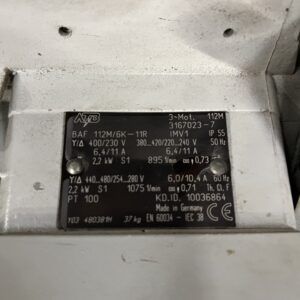 3-Mot. 112M
3167023-7
BAF 112M/6K-11R IMV1 IP 55
Y/Δ 400/230 V 380...420/220..240 V 50 Hz
6,4/11 A 6,4/11 A
2,2 kW S1 895/min cos φ 0,73
Y/Δ 440..480/254..280 V 6,0/10,4 A 60 Hz
2,2 kW S1 1075/min cos φ 0,71 Th. Cl. F
PT 100 KD.ID. 10036864
Made in Germany
37 kg EN 60034 - IEC 38 CE